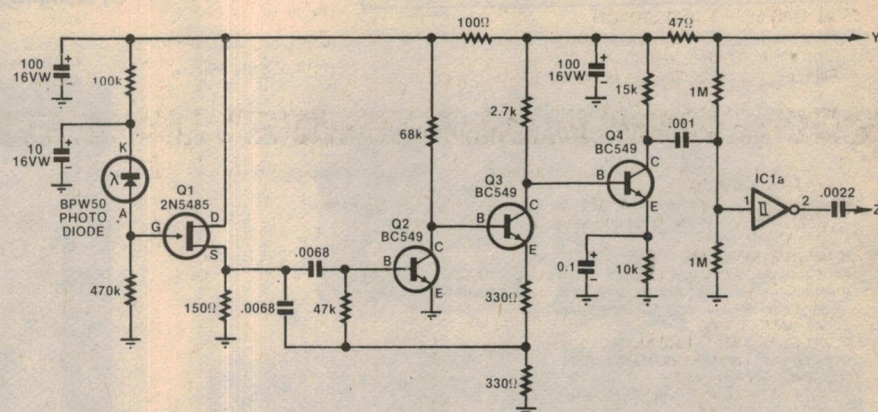 100Ω
47Ω
Y
100
16VW
+
−
100k
10
16VW
+
−
K
λ
A
BPW50
PHOTO
DIODE
Q1
2N5485
G
D
S
470k
150Ω
.0068
.0068
47k
68k
Q2
BC549
B
C
E
2.7k
Q3
BC549
B
C
E
330Ω
330Ω
100
16VW
+
−
15k
Q4
BC549
B
C
E
0.1
+
−
10k
.001
1M
1M
IC1a
1
2
.0022
Z